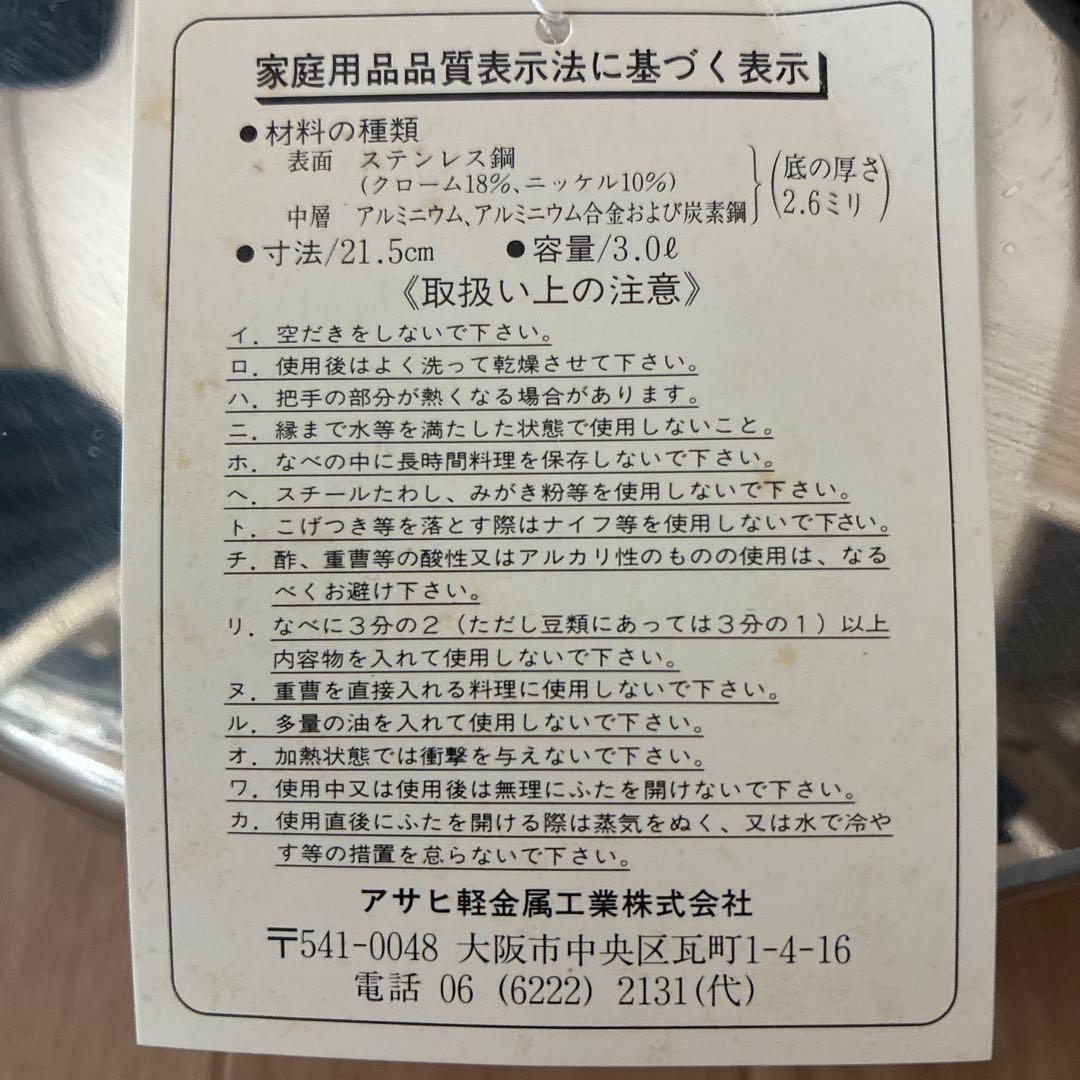 家庭用品品質表示法に基づく表示
●材料の種類
表面 ステンレス鋼
(クローム18%、ニッケル10%)
中層 アルミニウム、アルミニウム合金および炭素鋼
(底の厚さ
2.6ミリ)
●寸法/21.5cm ●容量/3.0ℓ
《取扱い上の注意》
イ. 空だきをしないで下さい。
ロ. 使用後はよく洗って乾燥させて下さい。
ハ. 把手の部分が熱くなる場合があります。
ニ. 縁まで水等を満たした状態で使用しないこと。
ホ. なべの中に長時間料理を保存しないで下さい。
ヘ. スチールたわし、みがき粉等を使用しないで下さい。
ト. こげつき等を落とす際はナイフ等を使用しないで下さい。
チ. 酢、重曹等の酸性又はアルカリ性のものの使用は、なる
べくお避け下さい。
リ. なべに3分の2(ただし豆類にあっては3分の1)以上
内容物を入れて使用しないで下さい。
ヌ. 重曹を直接入れる料理に使用しないで下さい。
ル. 多量の油を入れて使用しないで下さい。
オ. 加熱状態では衝撃を与えないで下さい。
ワ. 使用中又は使用後は無理にふたを開けないで下さい。
カ. 使用直後にふたを開ける際は蒸気をぬく、又は水で冷や
す等の措置を怠らないで下さい。
アサヒ軽金属工業株式会社
〒541-0048 大阪市中央区瓦町1-4-16
電話 06 (6222) 2131(代)